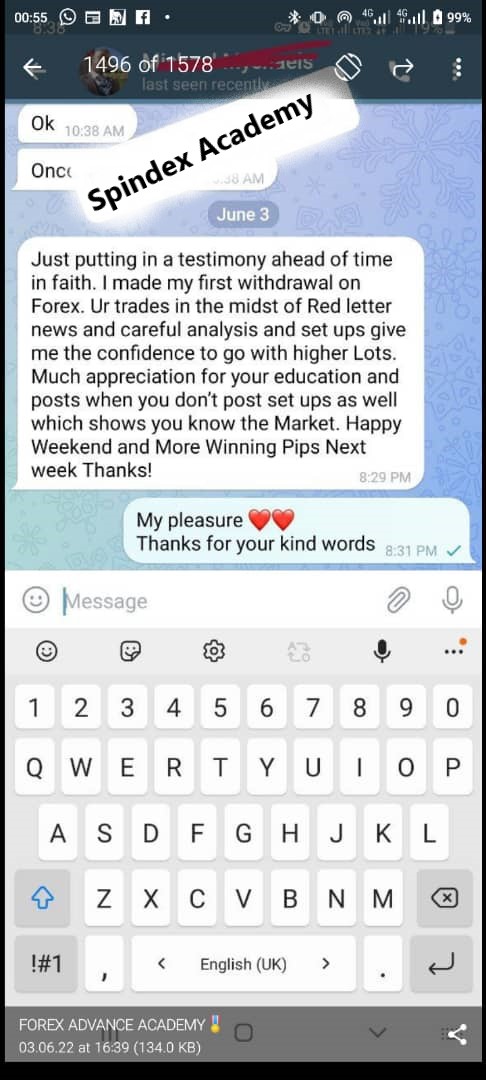 00:55
4G 4G 99%
8:38
1496 of 1578
last seen recently
Ok 10:38 AM
Spindex Academy
June 3
Just putting in a testimony ahead of time
in faith. I made my first withdrawal on
Forex. Ur trades in the midst of Red letter
news and careful analysis and set ups give
me the confidence to go with higher Lots.
Much appreciation for your education and
posts when you don't post set ups as well
which shows you know the Market. Happy
Weekend and More Winning Pips Next
week Thanks!
8:29 PM
My pleasure ❤️❤️
Thanks for your kind words 8:31 PM
Message
1 2 3 4 5 6 7 8 9 0
Q W E R T Y U I O P
A S D F G H J K L
Z X C V B N M
!#1 , < English (UK) > .
FOREX ADVANCE ACADEMY🏅
03.06.22 at 16:39 (134.0 KB)